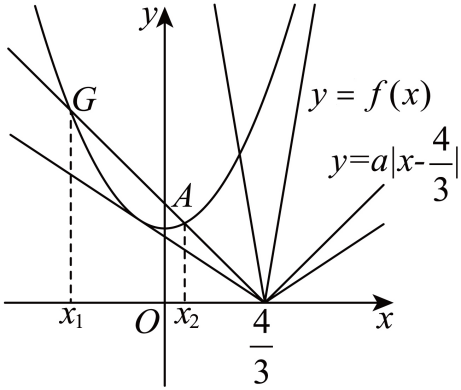 y
G
y = f(x)
y=a|x-4/3|
A
x₁
O
x₂
4/3
x